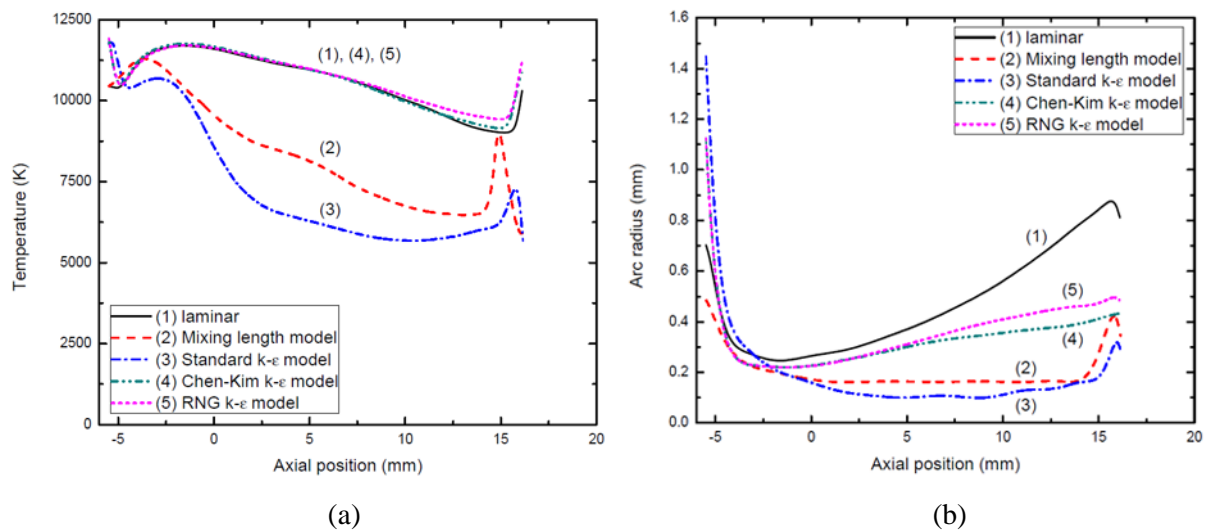 12500
10000
7500
5000
2500
0
-5
0
5
10
15
20
Temperature (K)
Axial position (mm)
(1), (4), (5)
(2)
(3)
(1) laminar
(2) Mixing length model
(3) Standard k-ε model
(4) Chen-Kim k-ε model
(5) RNG k-ε model
(a)
1.6
1.4
1.2
1.0
0.8
0.6
0.4
0.2
0.0
-5
0
5
10
15
20
Arc radius (mm)
Axial position (mm)
(1) laminar
(2) Mixing length model
(3) Standard k-ε model
(4) Chen-Kim k-ε model
(5) RNG k-ε model
(1)
(5)
(4)
(2)
(3)
(b)